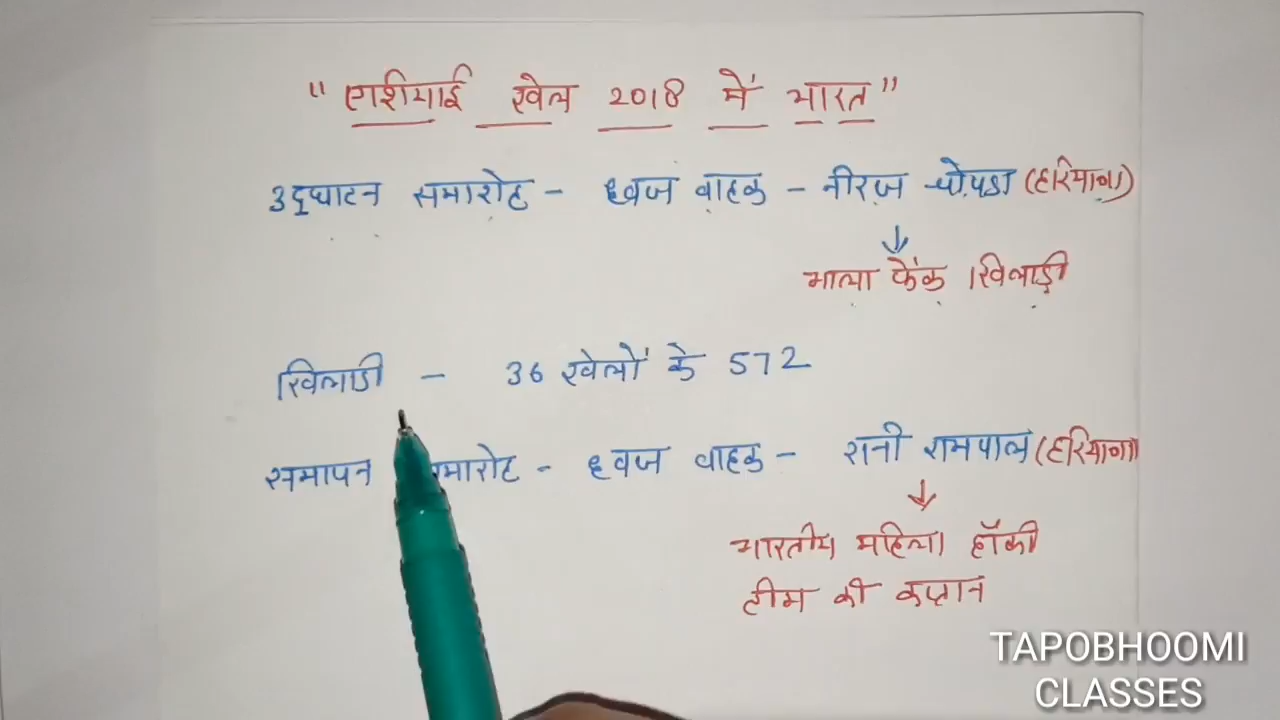 "एशियाई खेल 2018 में भारत"
उद्घाटन समारोह - ध्वज वाहक - नीरज चोपडा (हरियाणा)
↓
भाला फेंक खिलाड़ी
खिलाडी - 36 खेलों के 572
समापन मारोह - ध्वज वाहक - रानी रामपाल (हरियाणा)
↓
भारतीय महिला हॉकी
टीम की कप्तान
TAPOBHOOMI
CLASSES